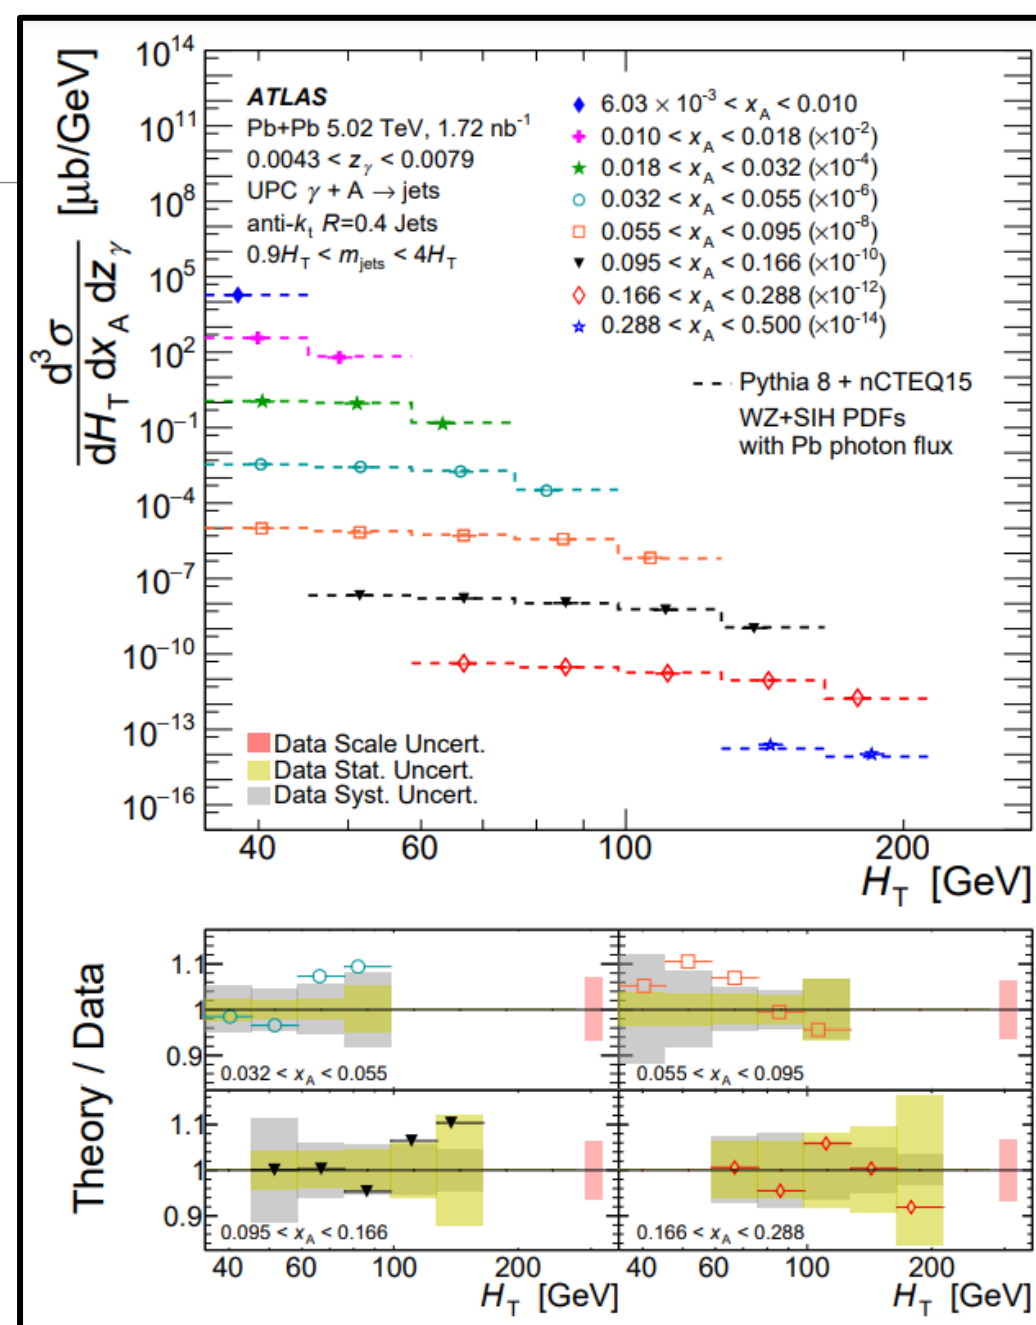 10^14
10^11
10^8
10^5
10^2
10^−1
10^−4
10^−7
10^−10
10^−13
10^−16
d^3 σ
dH_T dx_A dz_γ
[μb/GeV]
ATLAS
Pb+Pb 5.02 TeV, 1.72 nb^-1
0.0043 < z_γ < 0.0079
UPC γ + A → jets
anti-k_t R=0.4 Jets
0.9H_T < m_jets < 4H_T
6.03 × 10^-3 < x_A < 0.010
0.010 < x_A < 0.018 (×10^-2)
0.018 < x_A < 0.032 (×10^-4)
0.032 < x_A < 0.055 (×10^-6)
0.055 < x_A < 0.095 (×10^-8)
0.095 < x_A < 0.166 (×10^-10)
0.166 < x_A < 0.288 (×10^-12)
0.288 < x_A < 0.500 (×10^-14)
Pythia 8 + nCTEQ15
WZ+SIH PDFs
with Pb photon flux
Data Scale Uncert.
Data Stat. Uncert.
Data Syst. Uncert.
40 60 100 200
H_T [GeV]
Theory / Data
1.1
1
0.9
0.032 < x_A < 0.055
0.055 < x_A < 0.095
1.1
1
0.9
0.095 < x_A < 0.166
0.166 < x_A < 0.288
40 60 100 200
40 60 100 200
H_T [GeV]
H_T [GeV]